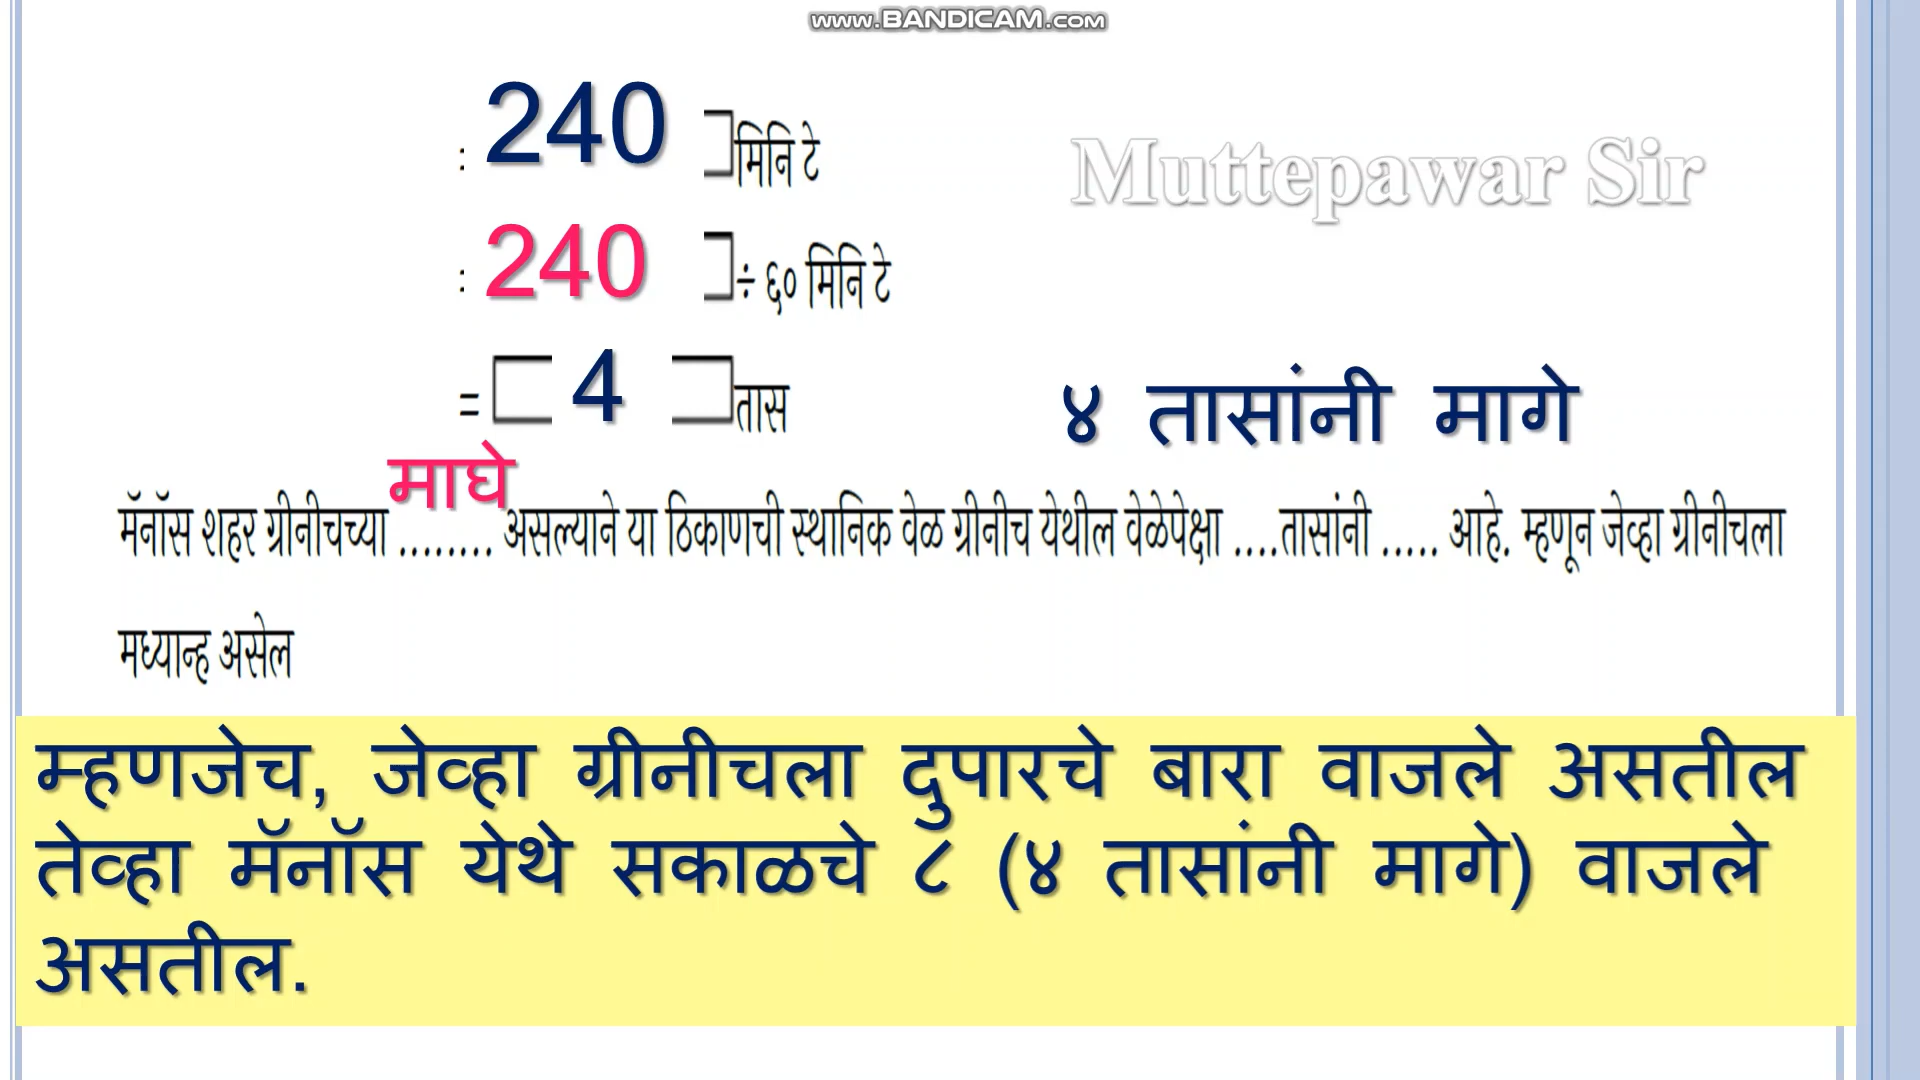 www.BANDICAM.com
: 240 मिनि टे
Muttepawar Sir
: 240 ÷ ६० मिनि टे
= 4 तास
४ तासांनी मागे
माघे
मॅनॉस शहर ग्रीनीचच्या ........ असल्याने या ठिकाणची स्थानिक वेळ ग्रीनीच येथील वेळेपेक्षा ....तासांनी ..... आहे. म्हणून जेव्हा ग्रीनीचला
मध्यान्ह असेल
म्हणजेच, जेव्हा ग्रीनीचला दुपारचे बारा वाजले असतील
तेव्हा मॅनॉस येथे सकाळचे ८ (४ तासांनी मागे) वाजले
असतील.